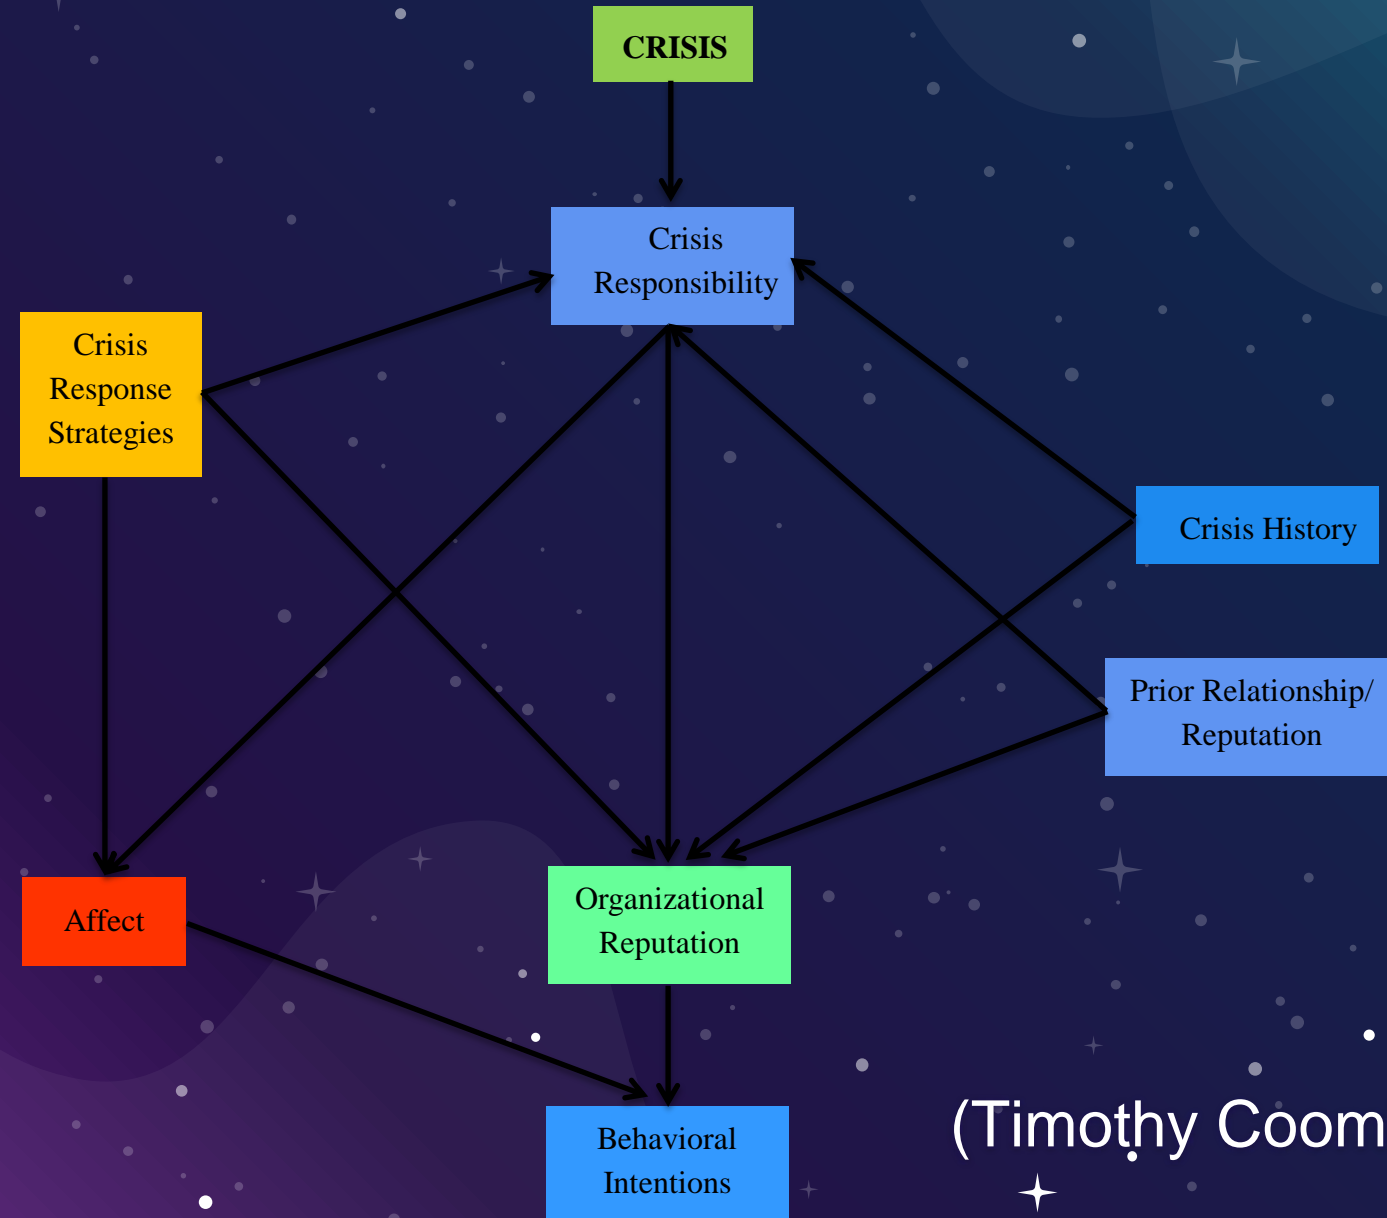 CRISIS
Crisis
Responsibility
Crisis
Response
Strategies
Crisis History
Prior Relationship/
Reputation
Affect
Organizational
Reputation
Behavioral
Intentions
(Timothy Coom